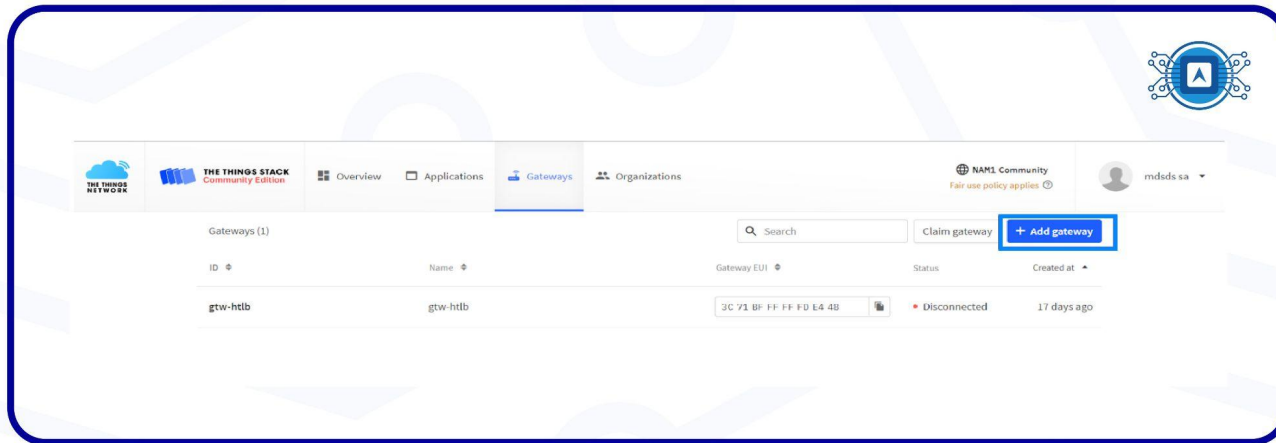 THE THINGS
NETWORK
THE THINGS STACK
Community Edition
Overview
Applications
Gateways
Organizations
NAM1 Community
Fair use policy applies
mdsds sa
Gateways (1)
Search
Claim gateway
+ Add gateway
ID
Name
Gateway EUI
Status
Created at
gtw-htlb
gtw-htlb
3C 71 BF FF FF FD E4 48
Disconnected
17 days ago